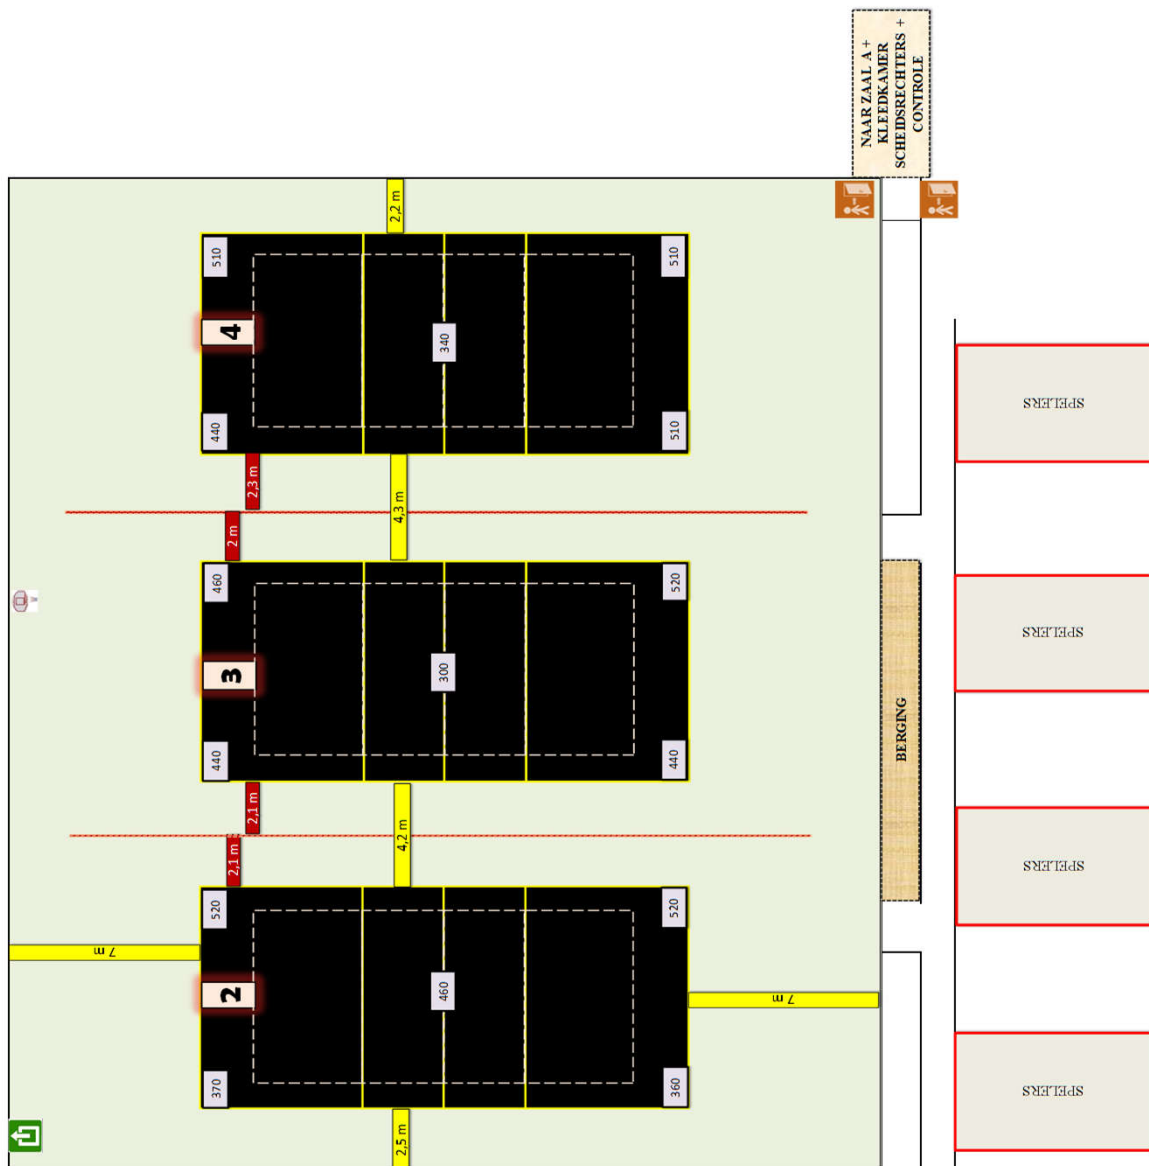 NAAR ZAAL A +
KLEEDKAMER
SCHEIDSRECHTERS +
CONTROLE
2,2 m
510
510
4
340
440
510
2,3 m
4,3 m
2 m
460
520
3
300
440
440
2,1 m
4,2 m
2,1 m
520
520
7 m
2
460
7 m
370
360
2,5 m
BERGING
SPELERS
SPELERS
SPELERS
SPELERS